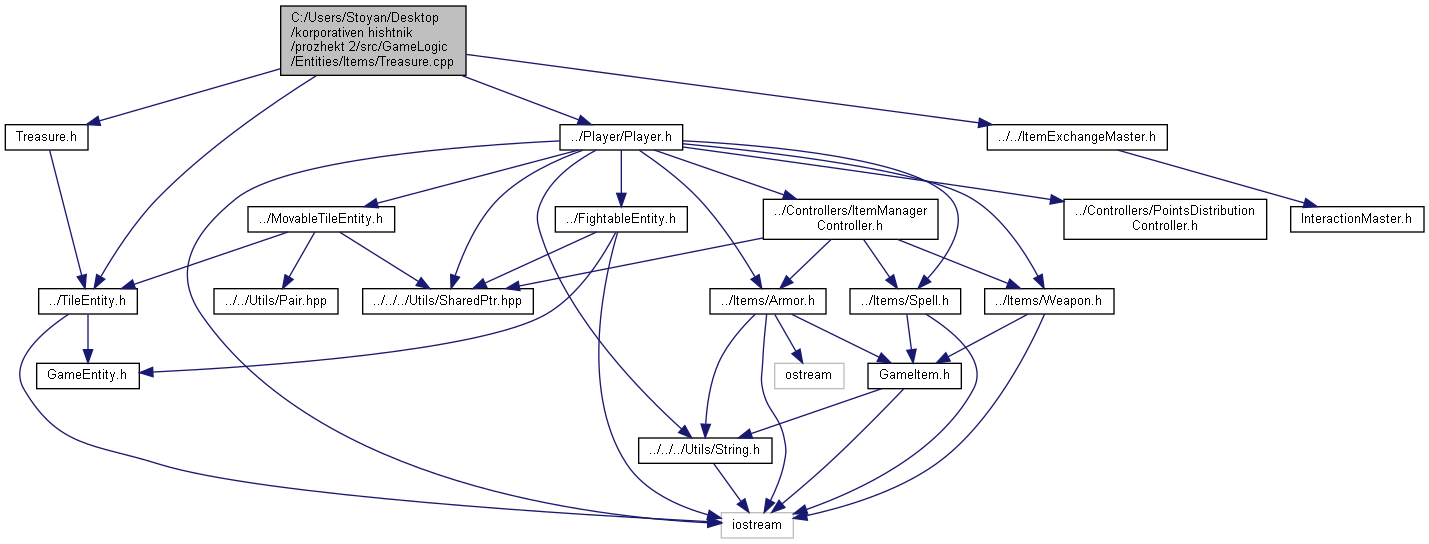 C:/Users/Stoyan/Desktop
/korporativen hishtnik
/prozhekt 2/src/GameLogic
/Entities/Items/Treasure.cpp
Treasure.h
../Player/Player.h
../../ItemExchangeMaster.h
../MovableTileEntity.h
../FightableEntity.h
../Controllers/ItemManager
Controller.h
../Controllers/PointsDistribution
Controller.h
InteractionMaster.h
../TileEntity.h
../../Utils/Pair.hpp
../../../Utils/SharedPtr.hpp
../Items/Armor.h
../Items/Spell.h
../Items/Weapon.h
GameEntity.h
ostream
GameItem.h
../../../Utils/String.h
iostream